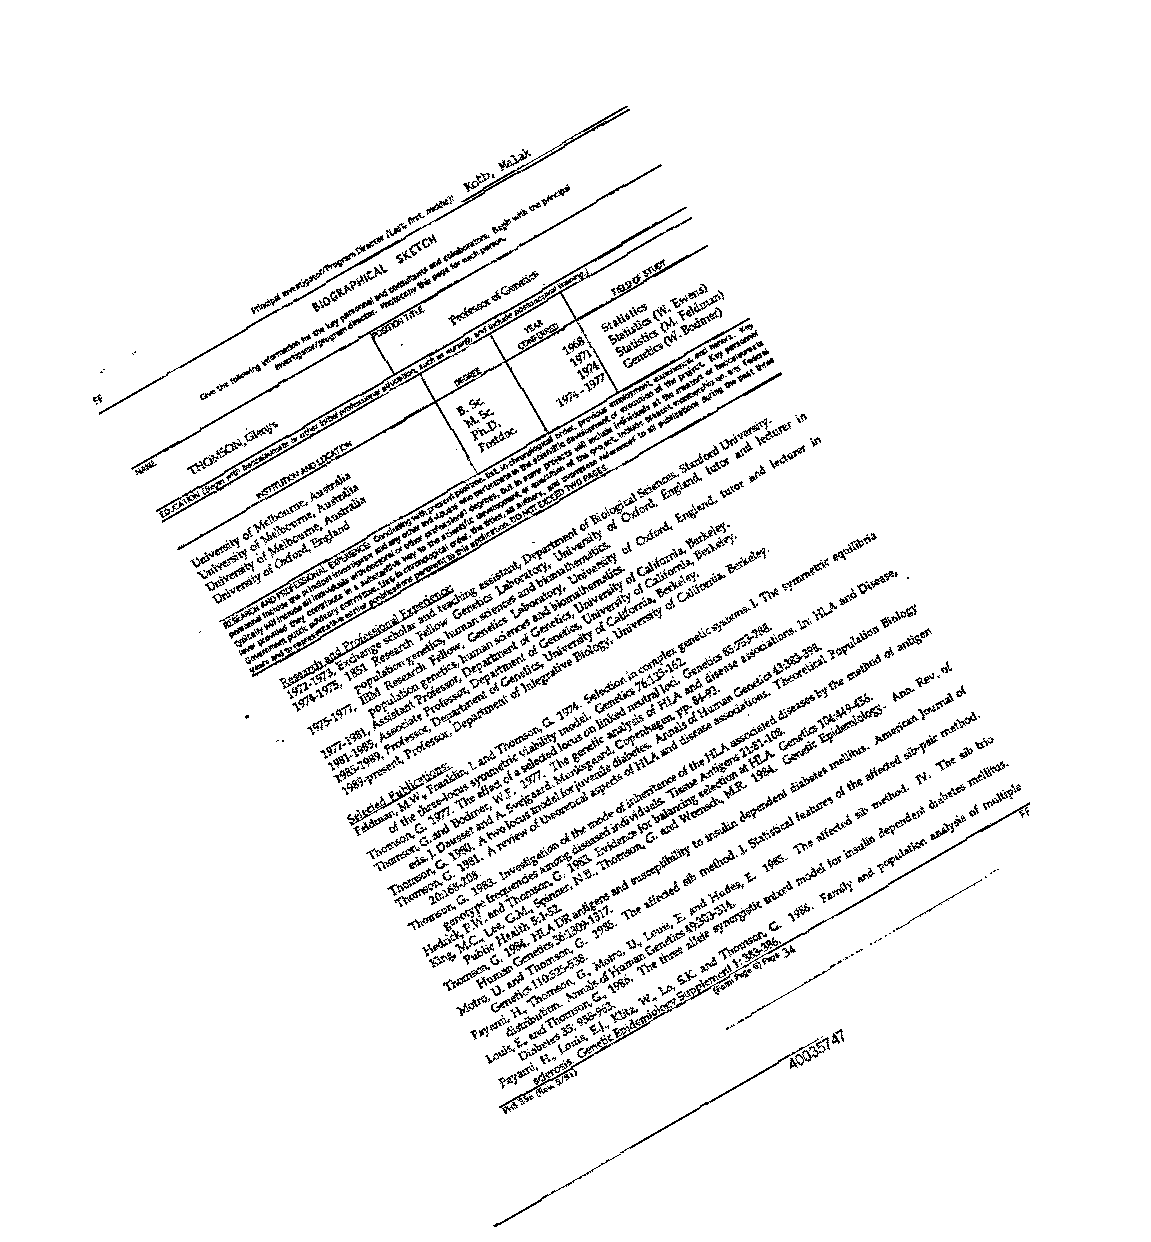 FF
Principal Investigator/Program Director (Last, first, middle): Kotb, Malak
BIOGRAPHICAL SKETCH
Give the following information for the key personnel and consultants and collaborators. Begin with the principal
investigator/program director. Photocopy this page for each person.
NAME
POSITION TITLE
THOMSON, Glenys
Professor of Genetics
EDUCATION (Begin with baccalaureate or other initial professional education, such as nursing, and include postdoctoral training.)
INSTITUTION AND LOCATION
DEGREE
YEAR CONFERRED
FIELD OF STUDY
University of Melbourne, Australia B. Sc. 1968 Statistics
University of Melbourne, Australia M. Sc. 1971 Statistics (W. Ewens)
University of Melbourne, Australia Ph.D. 1974 Statistics (M. Feldman)
University of Oxford, England Postdoc. 1974-1977 Genetics (W. Bodmer)
RESEARCH AND PROFESSIONAL EXPERIENCE: Concluding with present position, list, in chronological order, previous employment, experience, and honors. Key
personnel include the principal investigator and any other individuals who participate in the scientific development or execution of the project. Key personnel
typically will include all individuals with doctoral or other professional degrees, but in some projects will include individuals at the masters or baccalaureate
level provided they contribute in a substantive way to the scientific development or execution of the project. Include present membership on any Federal
Government public advisory committee. List, in chronological order, the titles, all authors, and complete references to all publications during the past three
years and to representative earlier publications pertinent to this application. DO NOT EXCEED TWO PAGES.
Research and Professional Experience:
1972-1973, Exchange scholar and teaching assistant, Department of Biological Sciences, Stanford University.
1974-1975, 1851 Research Fellow Genetics Laboratory, University of Oxford, England, tutor and lecturer in
population genetics, human sciences and biomathematics.
1975-1977, IBM Research Fellow, Genetics Laboratory, University of Oxford, England, tutor and lecturer in
population genetics, human sciences and biomathematics.
1977-1981, Assistant Professor, Department of Genetics, University of California, Berkeley.
1981-1985, Associate Professor, Department of Genetics, University of California, Berkeley.
1985-1989, Professor, Department of Genetics, University of California, Berkeley.
1989-present, Professor, Department of Integrative Biology, University of California, Berkeley.
Selected Publications:
Feldman, M.W., Franklin, I. and Thomson, G. 1974. Selection in complex genetic systems. I. The symmetric equilibria
of the three-locus symmetric viability model. Genetics 76:135-162.
Thomson, G. 1977. The effect of a selected locus on linked neutral loci. Genetics 85:753-788.
Thomson, G. and Bodmer, W.F. 1977. The genetic analysis of HLA and disease associations. In: HLA and Disease,
eds. J. Dausset and A. Svejgaard, Munksgaard, Copenhagen, PP. 84-93.
Thomson, G. 1980. A two locus model for juvenile diabetes. Annals of Human Genetics 43:383-398.
Thomson, G. 1981. A review of theoretical aspects of HLA and disease associations. Theoretical Population Biology
20:168-208
Thomson, G. 1983. Investigation of the mode of inheritance of the HLA associated diseases by the method of antigen
genotype frequencies among diseased individuals. Tissue Antigens 21:81-108.
Hedrick, P.W. and Thomson, G. 1983. Evidence for balancing selection at HLA. Genetics 104:449-456.
King, M.C., Lee, G.M., Spinner, N.B., Thomson, G. and Wrensch, M.R. 1984. Genetic Epidemiology. Ann. Rev. of
Public Health 5:1-52.
Thomson, G. 1984. HLA DR antigens and susceptibility to insulin dependent diabetes mellitus. American Journal of
Human Genetics 36:1309-1317.
Motro, U. and Thomson, G. 1985. The affected sib method. I. Statistical features of the affected sib-pair method.
Genetics 110:525-538.
Payami, H., Thomson, G., Motro, U., Louis, E. and Hudes, E. 1985. The affected sib method. IV. The sib trio
distribution. Annals of Human Genetics 49:303-314.
Louis, E. and Thomson, G., 1986. The three allele synergistic mixed model for insulin dependent diabetes mellitus.
Diabetes 35: 958-963.
Payami, H., Louis, E.J., Klitz, W., Lo, S.K. and Thomson, G. 1986. Family and population analysis of multiple
sclerosis. Genetic Epidemiology Supplement 1: 383-386.
PHS 398 (Rev. 9/91)
(Form Page 6) Page 34
FF
40035747